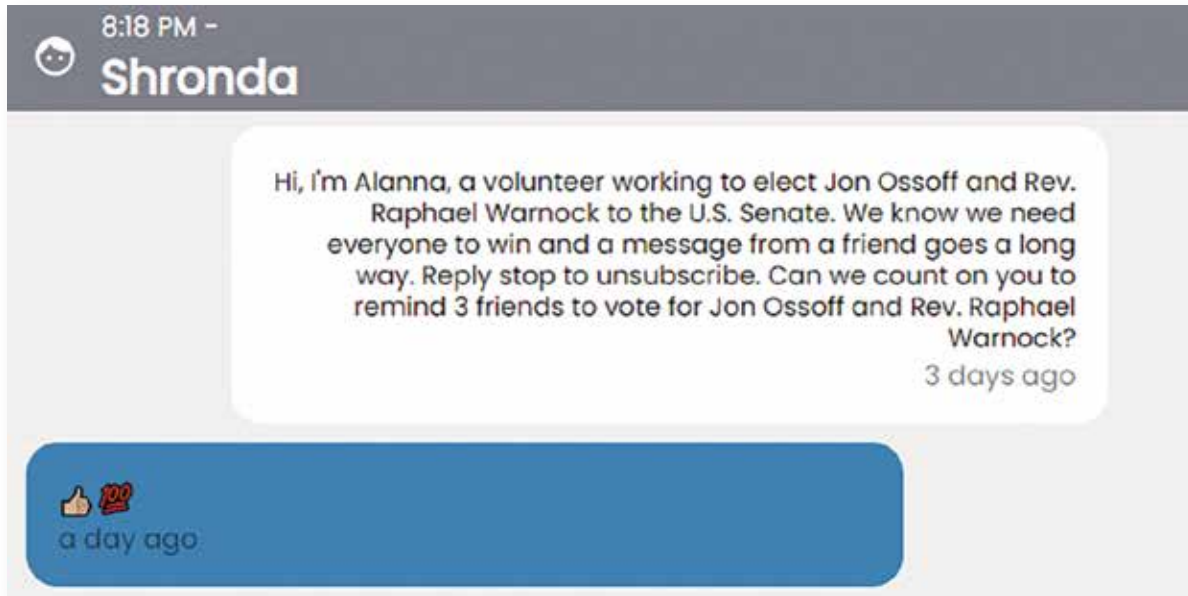 8:18 PM -
Shronda
Hi, I'm Alanna, a volunteer working to elect Jon Ossoff and Rev.
Raphael Warnock to the U.S. Senate. We know we need
everyone to win and a message from a friend goes a long
way. Reply stop to unsubscribe. Can we count on you to
remind 3 friends to vote for Jon Ossoff and Rev. Raphael
Warnock?
3 days ago
👍🏼💯
a day ago